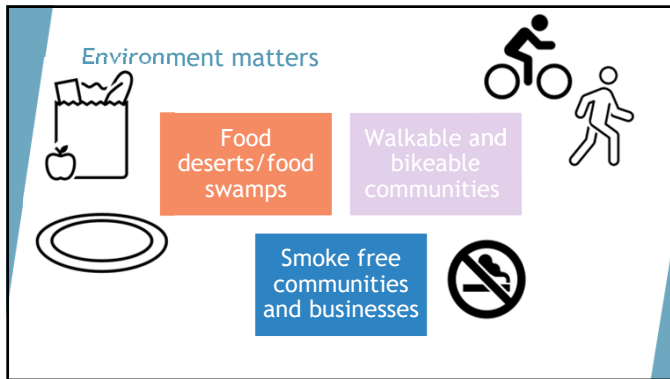 Environment matters
Food
deserts/food
swamps
Walkable and
bikeable
communities
Smoke free
communities
and businesses